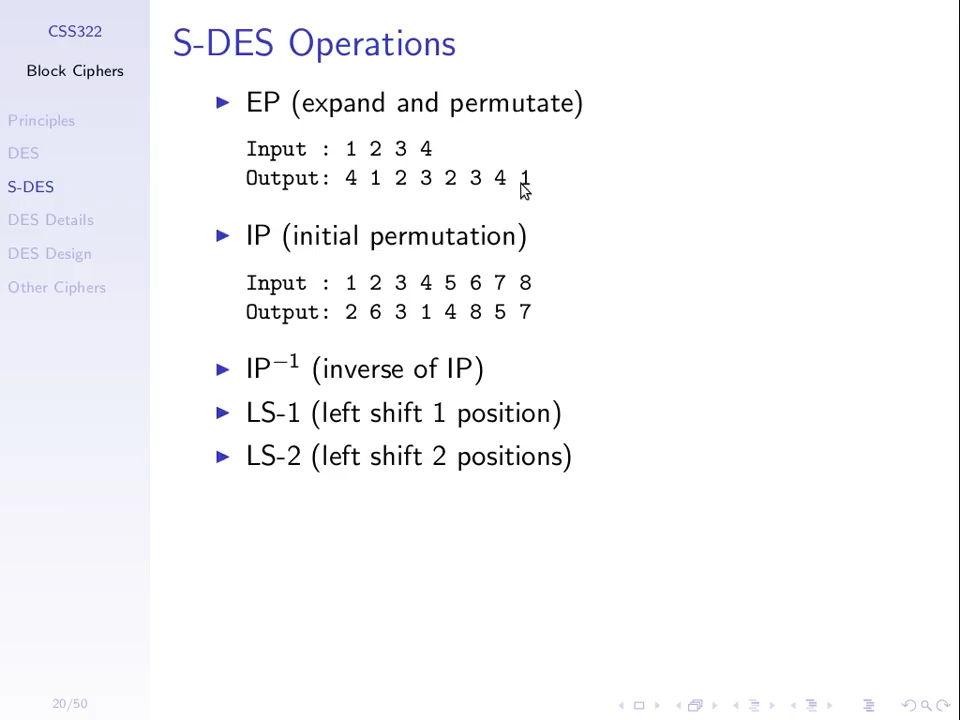 CSS322
Block Ciphers
Principles
DES
S-DES
DES Details
DES Design
Other Ciphers
20/50
S-DES Operations
EP (expand and permutate)
Input : 1 2 3 4
Output: 4 1 2 3 2 3 4 1
IP (initial permutation)
Input : 1 2 3 4 5 6 7 8
Output: 2 6 3 1 4 8 5 7
IP⁻¹ (inverse of IP)
LS-1 (left shift 1 position)
LS-2 (left shift 2 positions)